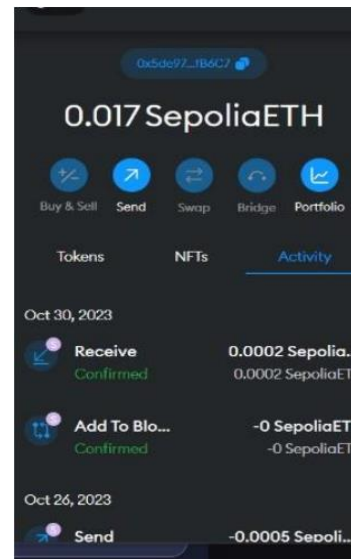 0x5de97...fB6C7
0.017 SepoliaETH
Buy & Sell Send Swap Bridge Portfolio
Tokens NFTs Activity
Oct 30, 2023
Receive 0.0002 Sepolia..
Confirmed 0.0002 SepoliaET
Add To Blo... -0 SepoliaET
Confirmed -0 SepoliaET
Oct 26, 2023
Send -0.0005 Sepoli..